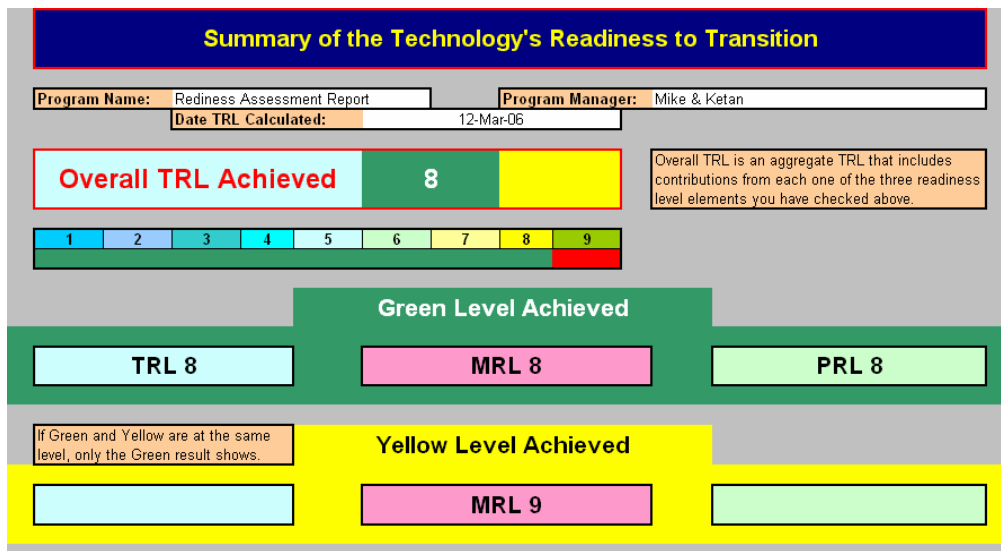 Summary of the Technology's Readiness to Transition
Program Name: Rediness Assessment Report Program Manager: Mike & Ketan
Date TRL Calculated: 12-Mar-06
Overall TRL Achieved 8
Overall TRL is an aggregate TRL that includes
contributions from each one of the three readiness
level elements you have checked above.
1 2 3 4 5 6 7 8 9
Green Level Achieved
TRL 8 MRL 8 PRL 8
If Green and Yellow are at the same
level, only the Green result shows.
Yellow Level Achieved
MRL 9